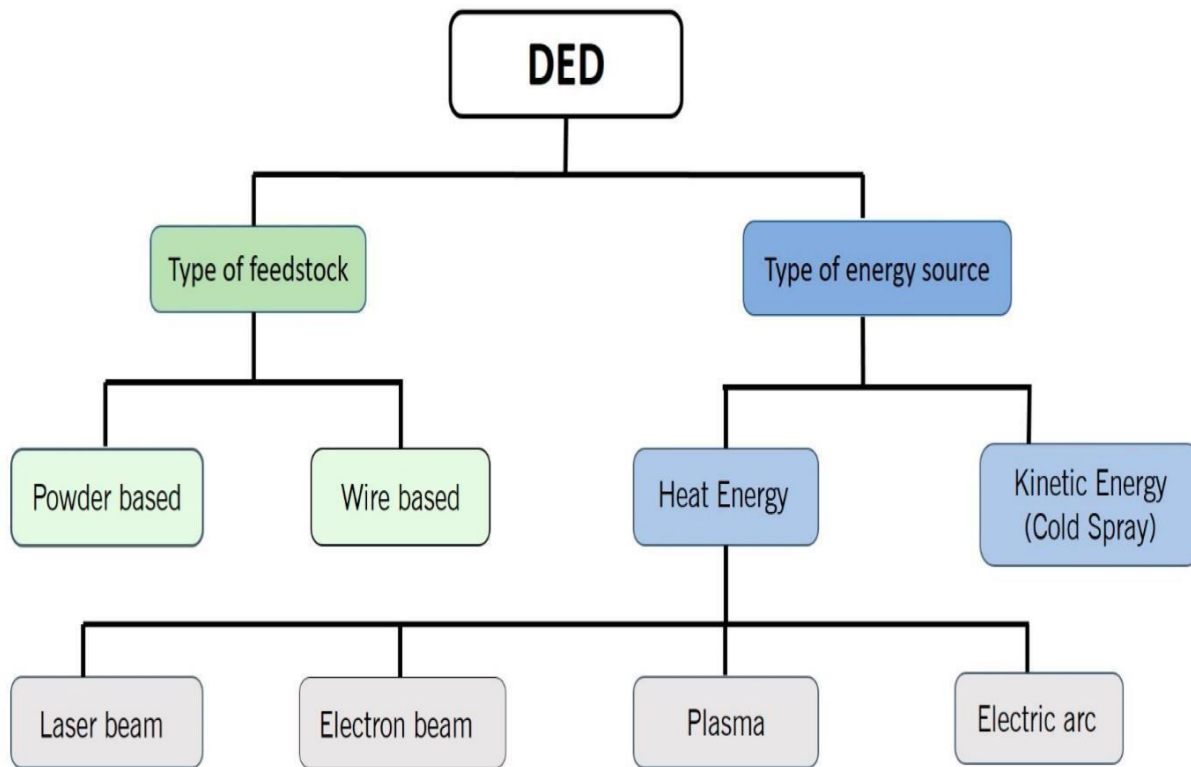 DED
Type of feedstock
Type of energy source
Powder based
Wire based
Heat Energy
Kinetic Energy
(Cold Spray)
Laser beam
Electron beam
Plasma
Electric arc